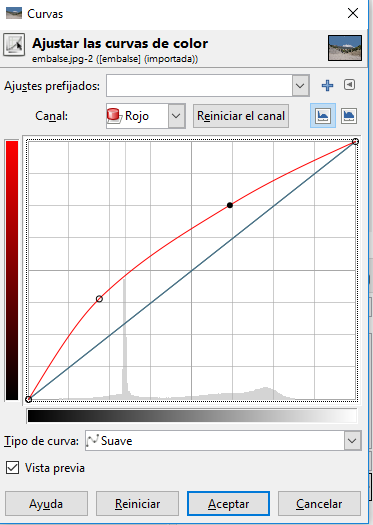 Curvas
Ajustar las curvas de color
embalse.jpg-2 ([embalse] (importada))
Ajustes prefijados:
Canal: Rojo Reiniciar el canal
Tipo de curva: Suave
Vista previa
Ayuda Reiniciar Aceptar Cancelar